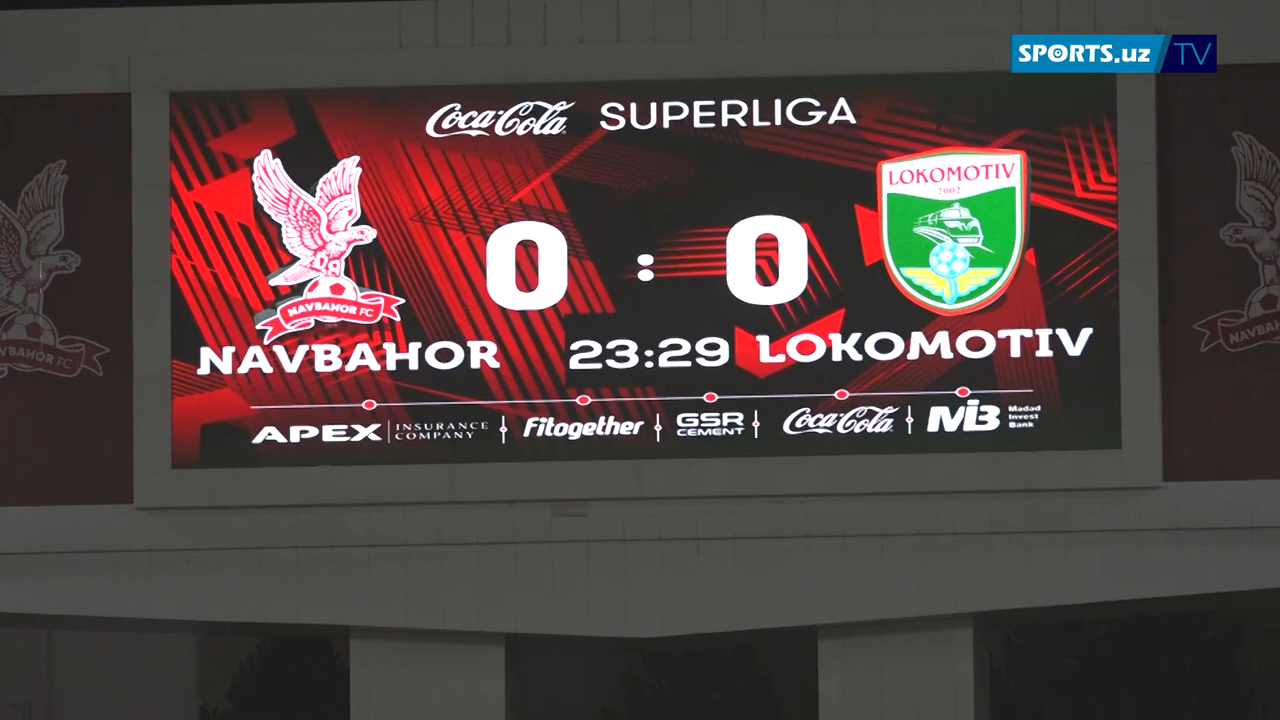 SPORTS.uz TV
Coca-Cola SUPERLIGA
LOKOMOTIV
2002
0 : 0
NAVBAHOR FC
NAVBAHOR 23:29 LOKOMOTIV
APEX INSURANCE COMPANY Fitogether GSR CEMENT Coca-Cola MIB Madad Invest Bank
NAVBAHOR
VBAHOR FC